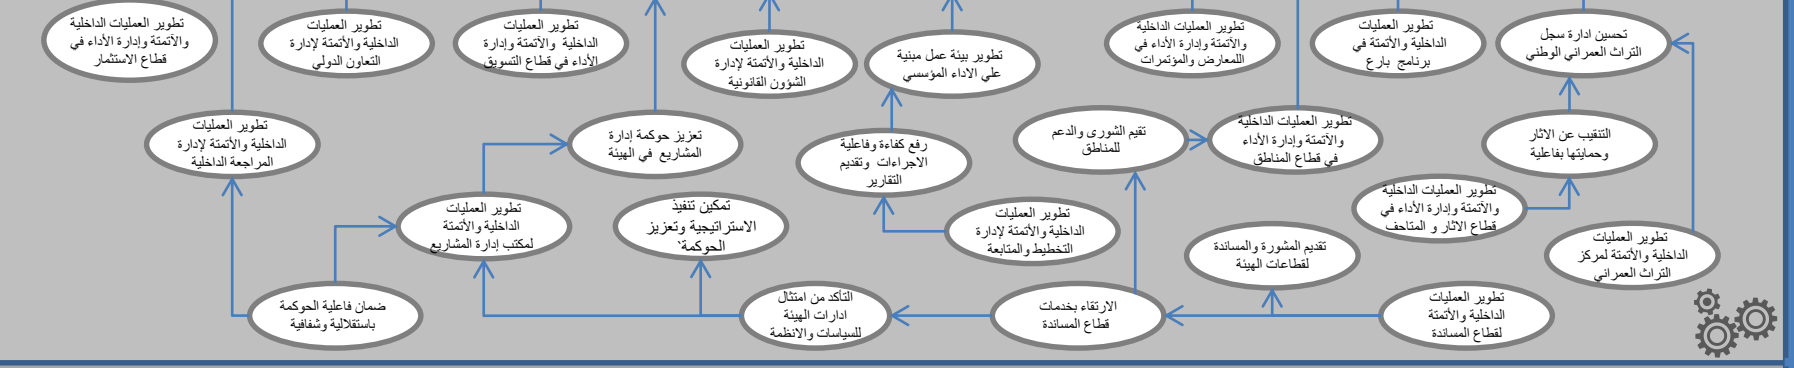 تحسين ادارة سجل
التراث العمراني الوطني
تطوير العمليات
الداخلية والأتمتة في
برنامج بارع
تطوير العمليات الداخلية
والأتمتة وإدارة الأداء في
اللمعارض والمؤتمرات
تطوير بيئة عمل مبنية
علي الاداء المؤسسي
تطوير العمليات
الداخلية والأتمتة لإدارة
الشؤون القانونية
تطوير العمليات
الداخلية والآتمتة وإدارة
الأداء في قطاع التسويق
تطوير العمليات
الداخلية والأتمتة لإدارة
التعاون الدولي
تطوير العمليات الداخلية
والآتمتة وإدارة الأداء في
قطاع الاستثمار
التنقيب عن الاثار
وحمايتها بفاعلية
تطوير العمليات الداخلية
والآتمتة وإدارة الأداء
في قطاع المناطق
تقيم الشورى والدعم
للمناطق
رفع كفاءة وفاعلية
الاجراءات وتقديم
التقارير
تعزيز حوكمة إدارة
المشاريع في الهيئة
تطوير العمليات
الداخلية والأتمتة لإدارة
المراجعة الداخلية
تطوير العمليات الداخلية
والآتمتة وإدارة الأداء في
قطاع الاثار و المتاحف
تطوير العمليات
الداخلية والأتمتة لإدارة
التخطيط والمتابعة
تمكين تنفيذ
الاستراتيجية وتعزيز
الحوكمة`
تطوير العمليات
الداخلية والأتمتة
لمكتب إدارة المشاريع
تطوير العمليات
الداخلية والأتمتة لمركز
التراث العمراني
تقديم المشورة والمساندة
لقطاعات الهيئة
تطوير العمليات
الداخلية والأتمتة
لقطاع المساندة
الارتقاء بخدمات
قطاع المساندة
التأكد من امتثال
ادارات الهيئة
للسياسات والانظمة
ضمان فاعلية الحوكمة
باستقلالية وشفافية